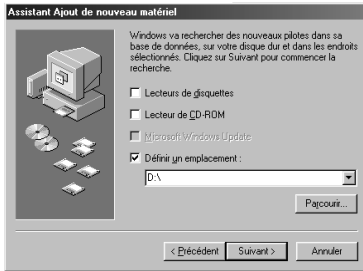 Assistant Ajout de nouveau matériel
Windows va rechercher des nouveaux pilotes dans sa
base de données, sur votre disque dur et dans les endroits
sélectionnés. Cliquez sur Suivant pour commencer la
recherche.
Lecteurs de disquettes
Lecteur de CD-ROM
Microsoft Windows Update
Définir un emplacement :
D:\
Parcourir...
< Précédent
Suivant >
Annuler